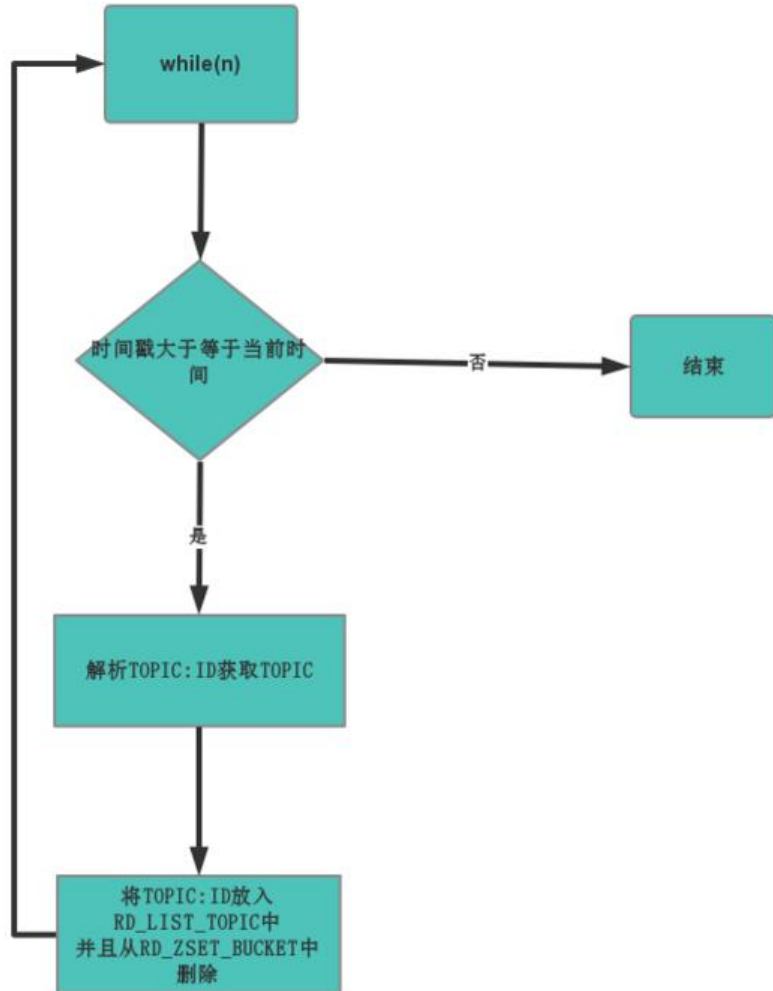 while(n)
时间戳大于等于当前时
间
否
结束
是
解析TOPIC:ID获取TOPIC
将TOPIC:ID放入
RD_LIST_TOPIC中
并且从RD_ZSET_BUCKET中
删除